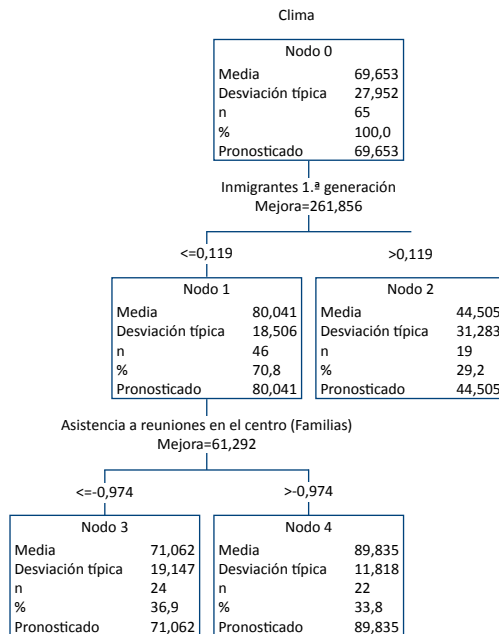 Clima
Nodo 0
Media 69,653
Desviación típica 27,952
n 65
% 100,0
Pronosticado 69,653
Inmigrantes 1.ª generación
Mejora=261,856
<=0,119 >0,119
Nodo 1
Media 80,041
Desviación típica 18,506
n 46
% 70,8
Pronosticado 80,041
Nodo 2
Media 44,505
Desviación típica 31,283
n 19
% 29,2
Pronosticado 44,505
Asistencia a reuniones en el centro (Familias)
Mejora=61,292
<=-0,974 >-0,974
Nodo 3
Media 71,062
Desviación típica 19,147
n 24
% 36,9
Pronosticado 71,062
Nodo 4
Media 89,835
Desviación típica 11,818
n 22
% 33,8
Pronosticado 89,835